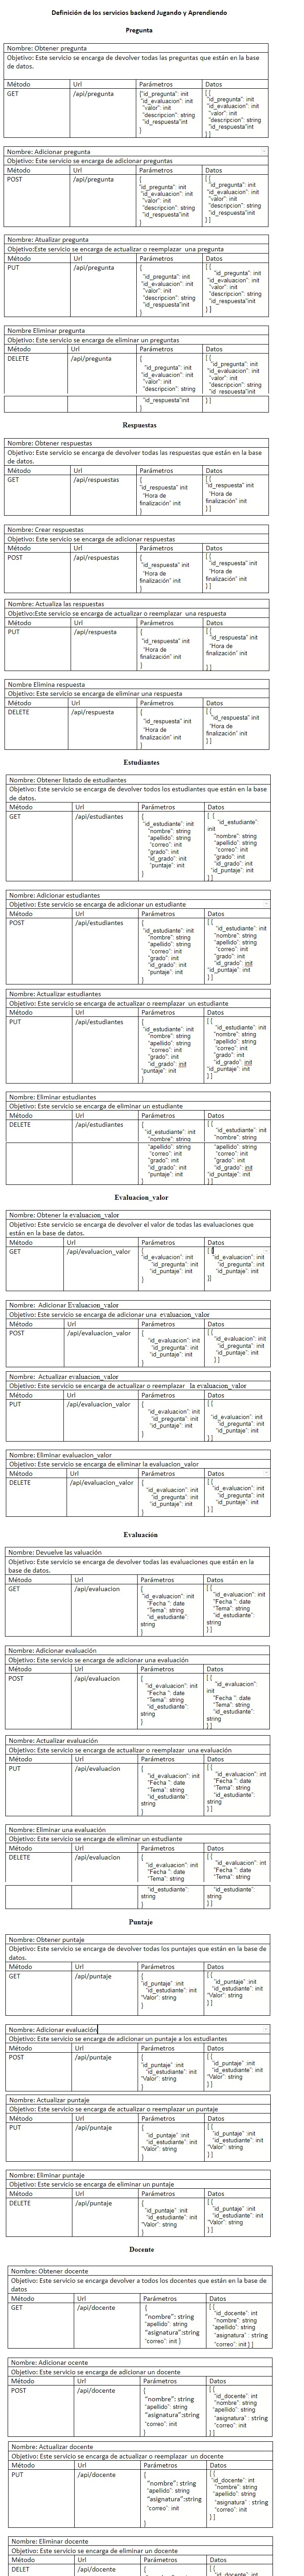 Definición de los servicios backend Jugando y Aprendiendo
Pregunta
Nombre: Obtener pregunta
Objetivo: Este servicio se encarga de devolver todas las preguntas que están en la base
de datos.
Método Url Parámetros Datos
GET /api/pregunta {"id_pregunta": init [ {
"id_evaluacion": init "id_pregunta": init
"valor": init "id_evaluacion": init
"descripcion": string "valor": init
"id_respuesta"init "descripcion": string
} "id_respuesta"init
} ]
Nombre: Adicionar pregunta
Objetivo: Este servicio se encarga de adicionar preguntas
Método Url Parámetros Datos
POST /api/pregunta { [ {
"id_pregunta": init "id_pregunta": init
"id_evaluacion": init "id_evaluacion": init
"valor": init "valor": init
"descripcion": string "descripcion": string
"id_respuesta"init "id_respuesta"init
} } ]
Nombre: Atualizar pregunta
Objetivo:Este servicio se encarga de actualizar o reemplazar una pregunta
Método Url Parámetros Datos
PUT /api/pregunta { [ {
"id_pregunta": init "id_pregunta": init
"id_evaluacion": init "id_evaluacion": init
"valor": init "valor": init
"descripcion": string "descripcion": string
"id_respuesta"init "id_respuesta"init
} } ]
Nombre Eliminar pregunta
Objetivo: Este servicio se encarga de eliminar un preguntas
Método Url Parámetros Datos
DELETE /api/pregunta { [ {
"id_pregunta": init "id_pregunta": init
"id_evaluacion": init "id_evaluacion": init
"valor": init "valor": init
"descripcion": string "descripcion": string
"id_respuesta"init "id_respuesta"init
} } ]
Respuestas
Nombre: Obtener respuestas
Objetivo: Este servicio se encarga de devolver todas las respuestas que están en la base
de datos.
Método Url Parámetros Datos
GET /api/respuestas { [ {
"id_respuesta" init "id_respuesta" init
"Hora de "Hora de
finalización" init finalización" init
} } ]
Nombre: Crear respuestas
Objetivo: Este servicio se encarga de adicionar respuestas
Método Url Parámetros Datos
POST /api/respuestas { [ {
"id_respuesta" init "id_respuesta" init
"Hora de "Hora de
finalización" init finalización" init
} } ]
Nombre: Actualiza las respuestas
Objetivo:Este servicio se encarga de actualizar o reemplazar una respuesta
Método Url Parámetros Datos
PUT /api/respuesta { [ {
"id_respuesta" init "id_respuesta" init
"Hora de "Hora de
finalización" init finalización" init
} } ]
Nombre Elimina respuesta
Objetivo: Este servicio se encarga de eliminar una respuesta
Método Url Parámetros Datos
DELETE /api/respuesta { [ {
"id_respuesta" init "id_respuesta" init
"Hora de "Hora de
finalización" init finalización" init
} } ]
Estudiantes
Nombre: Obtener listado de estudiantes
Objetivo: Este servicio se encarga de devolver todos los estudiantes que están en la base
de datos.
Método Url Parámetros Datos
GET /api/estudiantes { [ {
"id_estudiante": init "id_estudiante": init
"nombre": string "nombre": string
"apellido": string "apellido": string
"correo": init "correo": init
"grado": init "grado": init
"id_grado": init "id_grado": init
"puntaje": init "id_puntaje": init
} } ]
Nombre: Adicionar estudiantes
Objetivo: Este servicio se encarga de adicionar un estudiante
Método Url Parámetros Datos
POST /api/estudiantes { [ {
"id_estudiante": init "id_estudiante": init
"nombre": string "nombre": string
"apellido": string "apellido": string
"correo": init "correo": init
"grado": init "grado": init
"id_grado": init "id_grado": init
"puntaje": init "id_puntaje": init
} } ]
Nombre: Actualizar estudiantes
Objetivo: Este servicio se encarga de actualizar o reemplazar un estudiante
Método Url Parámetros Datos
PUT /api/estudiantes { [ {
"id_estudiante": init "id_estudiante": init
"nombre": string "nombre": string
"apellido": string "apellido": string
"correo": init "correo": init
"grado": init "grado": init
"id_grado": init "id_grado": init
"puntaje": init "id_puntaje": init
} } ]
Nombre: Eliminar estudiantes
Objetivo: Este servicio se encarga de eliminar un estudiante
Método Url Parámetros Datos
DELETE /api/estudiantes { [ {
"id_estudiante": init "id_estudiante": init
"nombre": string "nombre": string
"apellido": string "apellido": string
"correo": init "correo": init
"grado": init "grado": init
"id_grado": init "id_grado": init
"puntaje": init "id_puntaje": init
} } ]
Evaluacion_valor
Nombre: Obtener la evaluacion_valor
Objetivo: Este servicio se encarga de devolver el valor de todas las evaluaciones que
están en la base de datos.
Método Url Parámetros Datos
GET /api/evaluacion_valor { [ {
"id_evaluacion": init "id_evaluacion": init
"id_pregunta": init "id_pregunta": init
"id_puntaje": init "id_puntaje": init
} }]
Nombre: Adicionar Evaluacion_valor
Objetivo: Este servicio se encarga de adicionar una evaluacion_valor
Método Url Parámetros Datos
POST /api/evaluacion_valor { [ {
"id_evaluacion": init "id_evaluacion": init
"id_pregunta": init "id_pregunta": init
"id_puntaje": init "id_puntaje": init
} } ]
Nombre: Actualizar evaluacion_valor
Objetivo: Este servicio se encarga de actualizar o reemplazar la evaluacion_valor
Método Url Parámetros Datos
PUT /api/evaluacion_valor { [ {
"id_evaluacion": init "id_evaluacion": init
"id_pregunta": init "id_pregunta": init
"id_puntaje": init "id_puntaje": init
} } ]
Nombre: Eliminar evaluacion_valor
Objetivo: Este servicio se encarga de eliminar la evaluacion_valor
Método Url Parámetros Datos
DELETE /api/evaluacion_valor { [ {
"id_evaluacion": init "id_evaluacion": init
"id_pregunta": init "id_pregunta": init
"id_puntaje": init "id_puntaje": init
} } ]
Evaluación
Nombre: Devuelve las valuación
Objetivo: Este servicio se encarga de devolver todas las evaluaciones que están en la
base de datos.
Método Url Parámetros Datos
GET /api/evaluacion { [ {
"id_evaluacion": init "id_evaluacion": init
"Fecha ": date "Fecha ": date
"Tema": string "Tema": string
"id_estudiante": string "id_estudiante": string
} } ]
Nombre: Adicionar evaluación
Objetivo: Este servicio se encarga de adicionar una evaluación
Método Url Parámetros Datos
POST /api/evaluacion { [ {
"id_evaluacion": init "id_evaluacion": init
"Fecha ": date "Fecha ": date
"Tema": string "Tema": string
"id_estudiante": string "id_estudiante": string
} } ]
Nombre: Actualizar evaluación
Objetivo: Este servicio se encarga de actualizar o reemplazar una evaluación
Método Url Parámetros Datos
PUT /api/evaluacion { [ {
"id_evaluacion": init "id_evaluacion": int
"Fecha ": date "Fecha ": date
"Tema": string "Tema": string
"id_estudiante": string "id_estudiante": string
} } ]
Nombre: Eliminar una evaluación
Objetivo: Este servicio se encarga de eliminar un estudiante
Método Url Parámetros Datos
DELETE /api/evaluacion { [ {
"id_evaluacion": init "id_evaluacion": int
"Fecha ": date "Fecha ": date
"Tema": string "Tema": string
"id_estudiante": string "id_estudiante": string
} } ]
Puntaje
Nombre: Obtener puntaje
Objetivo: Este servicio se encarga de devolver todas los puntajes que están en la base de
datos.
Método Url Parámetros Datos
GET /api/puntaje { [ {
"id_puntaje" :init "id_puntaje" :init
"id_estudiante": init "id_estudiante": init
"Valor": string "Valor": string
} } ]
Nombre: Adicionar evaluación
Objetivo: Este servicio se encarga de adicionar un puntaje a los estudiantes
Método Url Parámetros Datos
POST /api/puntaje { [ {
"id_puntaje" :init "id_puntaje" :init
"id_estudiante": init "id_estudiante": init
"Valor": string "Valor": string
} } ]
Nombre: Actualizar puntaje
Objetivo: Este servicio se encarga de actualizar o reemplazar un puntaje
Método Url Parámetros Datos
PUT /api/puntaje { [ {
"id_puntaje" :init "id_puntaje" :init
"id_estudiante": init "id_estudiante": init
"Valor": string "Valor": string
} } ]
Nombre: Eliminar puntaje
Objetivo: Este servicio se encarga de eliminar un puntaje
Método Url Parámetros Datos
DELETE /api/puntaje { [ {
"id_puntaje" :init "id_puntaje" :init
"id_estudiante": init "id_estudiante": init
"Valor": string "Valor": string
} } ]
Docente
Nombre: Obtener docente
Objetivo: Este servicio se encarga devolver a todos los docentes que están en la base de
datos
Método Url Parámetros Datos
GET /api/docente { [ {
"nombre": string "id_docente": int
"apellido": string "nombre": string
"asignatura":string "apellido": string
"correo": init } "asignatura" : string
"correo": init } ]
Nombre: Adicionar ocente
Objetivo: Este servicio se encarga de adicionar un docente
Método Url Parámetros Datos
POST /api/docente { [ {
"nombre": string "id_docente": int
"apellido": string "nombre": string
"asignatura":string "apellido": string
"correo": init "asignatura" : string
} "correo": init
} ]
Nombre: Actualizar docente
Objetivo: Este servicio se encarga de actualizar o reemplazar un docente
Método Url Parámetros Datos
PUT /api/docente { [ {
"nombre": string "id_docente": int
"apellido": string "nombre": string
"asignatura":string "apellido": string
"correo": init "asignatura" : string
} "correo": init
} ]
Nombre: Eliminar docente
Objetivo: Este servicio se encarga de eliminar un docente
Método Url Parámetros Datos
DELET /api/docente { [ {